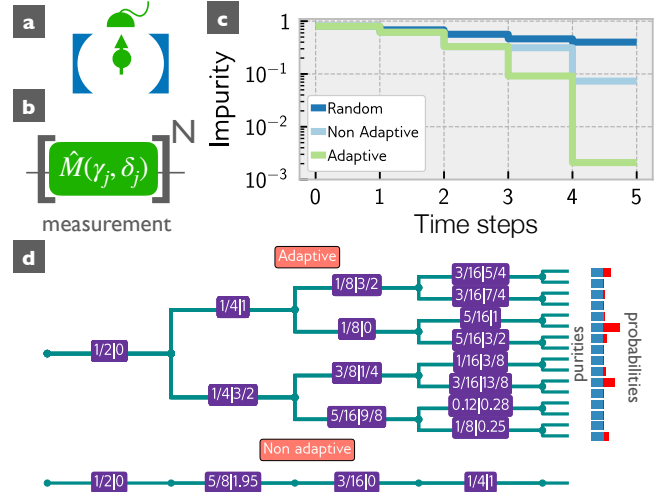 a
b
[M̂(γⱼ, δⱼ)]ᴺ
measurement
c
Impurity
1
10⁻¹
10⁻²
10⁻³
Random
Non Adaptive
Adaptive
0 1 2 3 4 5
Time steps
d
Adaptive
1/2|0
1/4|1
1/4|3/2
1/8|3/2
1/8|0
3/8|1/4
5/16|9/8
3/16|5/4
3/16|7/4
5/16|1
5/16|3/2
1/16|3/8
3/16|13/8
0.12|0.28
1/8|0.25
purities
probabilities
Non adaptive
1/2|0 5/8|1.95 3/16|0 1/4|1